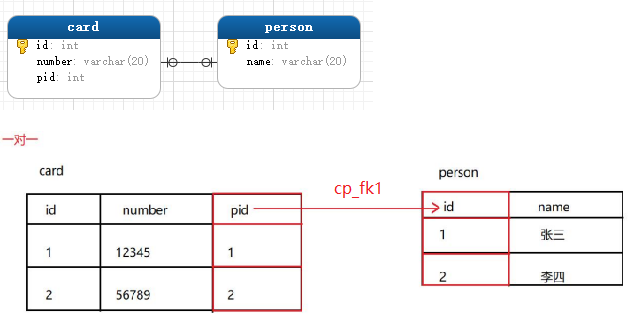 card
id: int
number: varchar(20)
pid: int
person
id: int
name: varchar(20)
一对一
card
id number pid
1 12345 1
2 56789 2
cp_fk1
person
id name
1 张三
2 李四